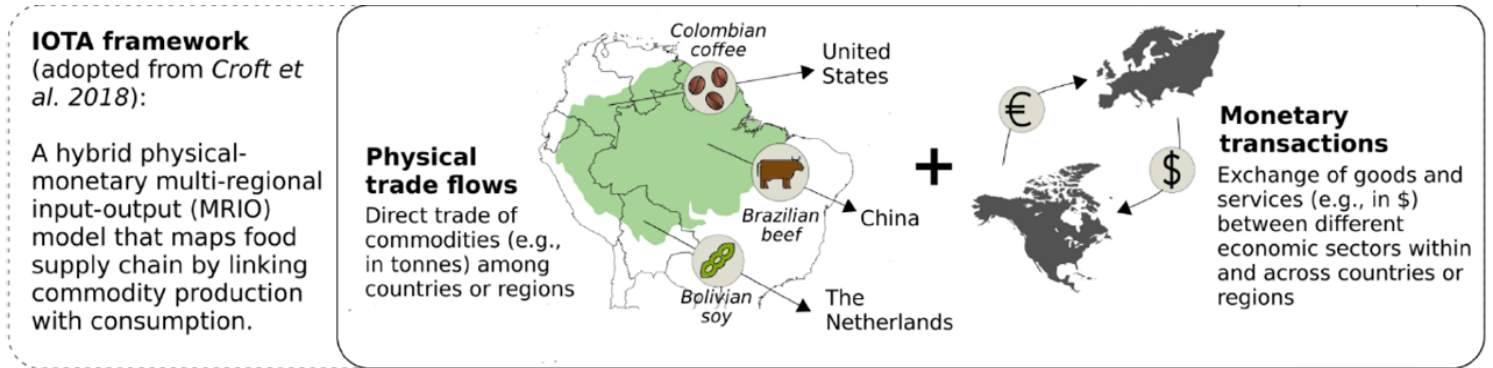 IOTA framework
(adopted from Croft et
al. 2018):
A hybrid physical-
monetary multi-regional
input-output (MRIO)
model that maps food
supply chain by linking
commodity production
with consumption.
Physical
trade flows
Direct trade of
commodities (e.g.,
in tonnes) among
countries or regions
Colombian
coffee
United
States
Brazilian
beef
China
Bolivian
soy
The
Netherlands
+
€
$
Monetary
transactions
Exchange of goods and
services (e.g., in $)
between different
economic sectors within
and across countries or
regions